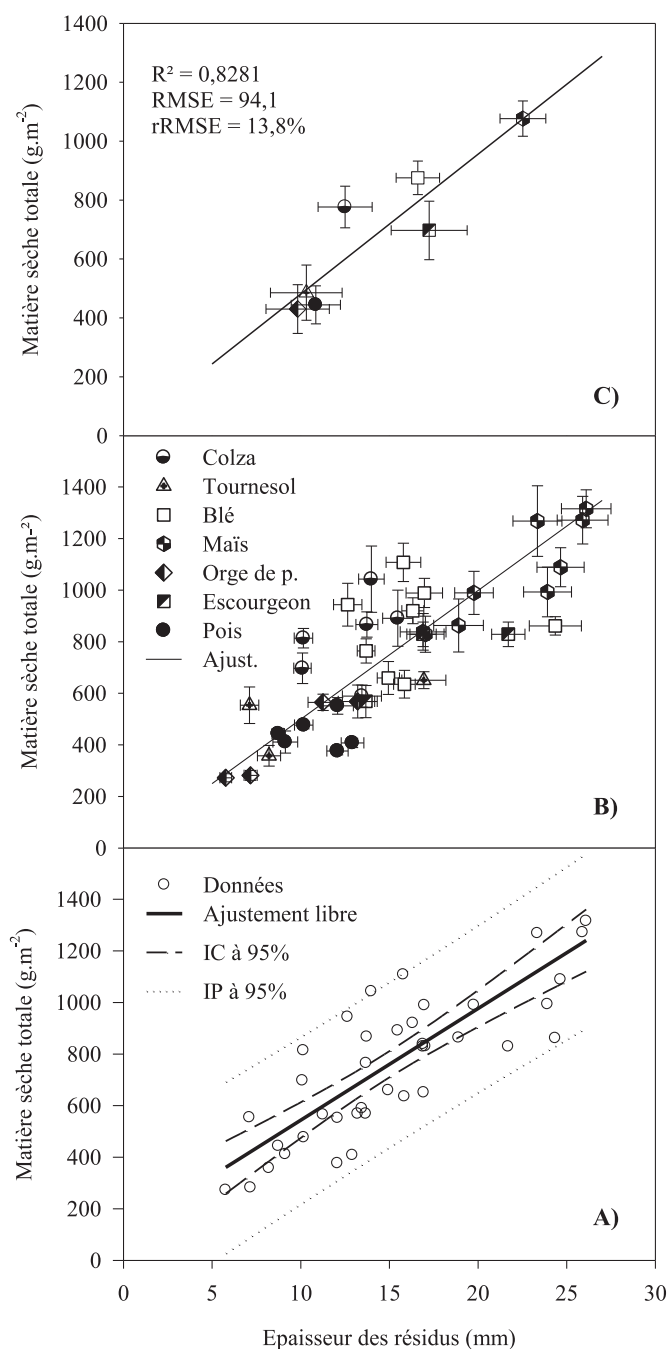 1400
1200
1000
800
600
400
200
0
Matière sèche totale (g.m⁻²)
R² = 0,8281
RMSE = 94,1
rRMSE = 13,8%
C)
1400
1200
1000
800
600
400
200
0
Matière sèche totale (g.m-²)
Colza
Tournesol
Blé
Maïs
Orge de p.
Escourgeon
Pois
Ajust.
B)
1400
1200
1000
800
600
400
200
0
Matière sèche totale (g.m⁻²)
Données
Ajustement libre
IC à 95%
IP à 95%
A)
0 5 10 15 20 25 30
Epaisseur des résidus (mm)